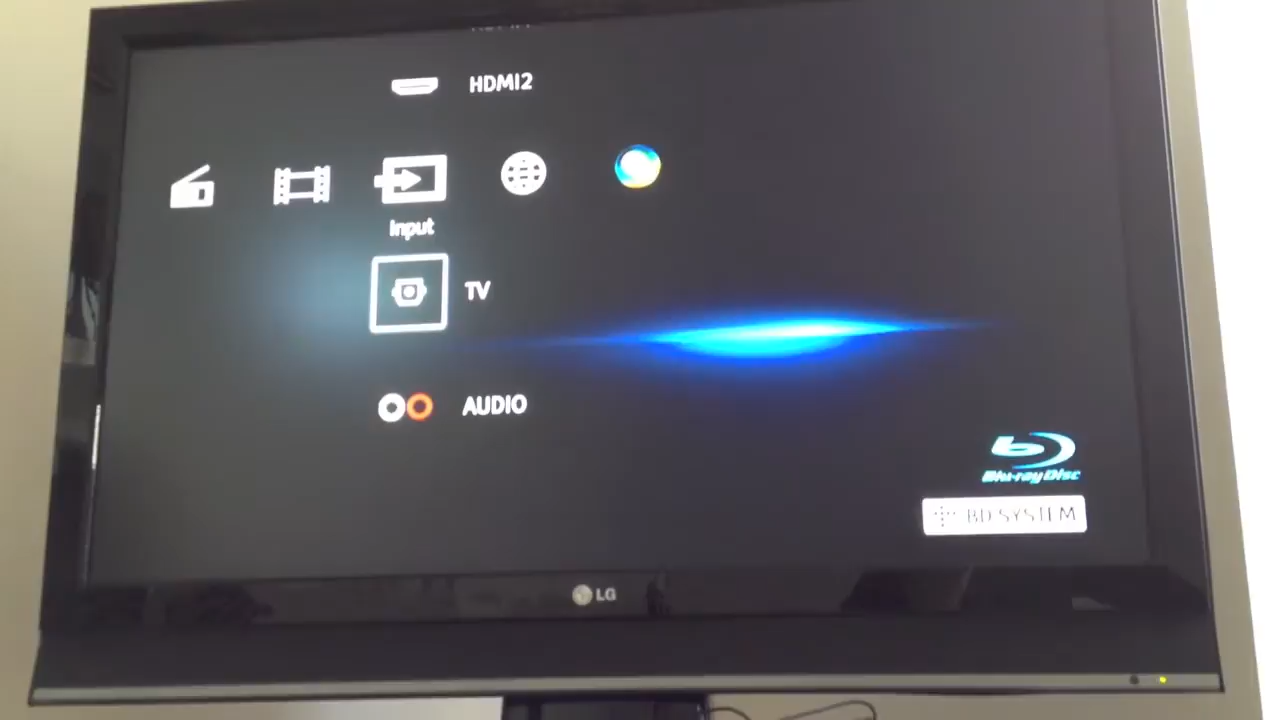 HDMI2
Input
TV
AUDIO
Blu-ray Disc
BD SYSTEM
LG